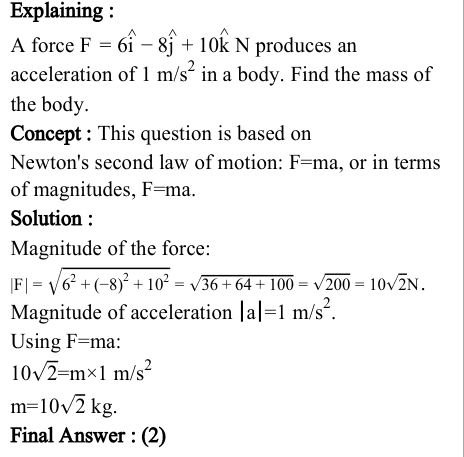 Explaining :
A force F = 6î − 8ĵ + 10k̂ N produces an
acceleration of 1 m/s² in a body. Find the mass of
the body.
Concept : This question is based on
Newton's second law of motion: F=ma, or in terms
of magnitudes, F=ma.
Solution :
Magnitude of the force:
|F| = √(6² + (−8)² + 10²) = √(36 + 64 + 100) = √200 = 10√2N.
Magnitude of acceleration |a|=1 m/s².
Using F=ma:
10√2=m×1 m/s²
m=10√2 kg.
Final Answer : (2)